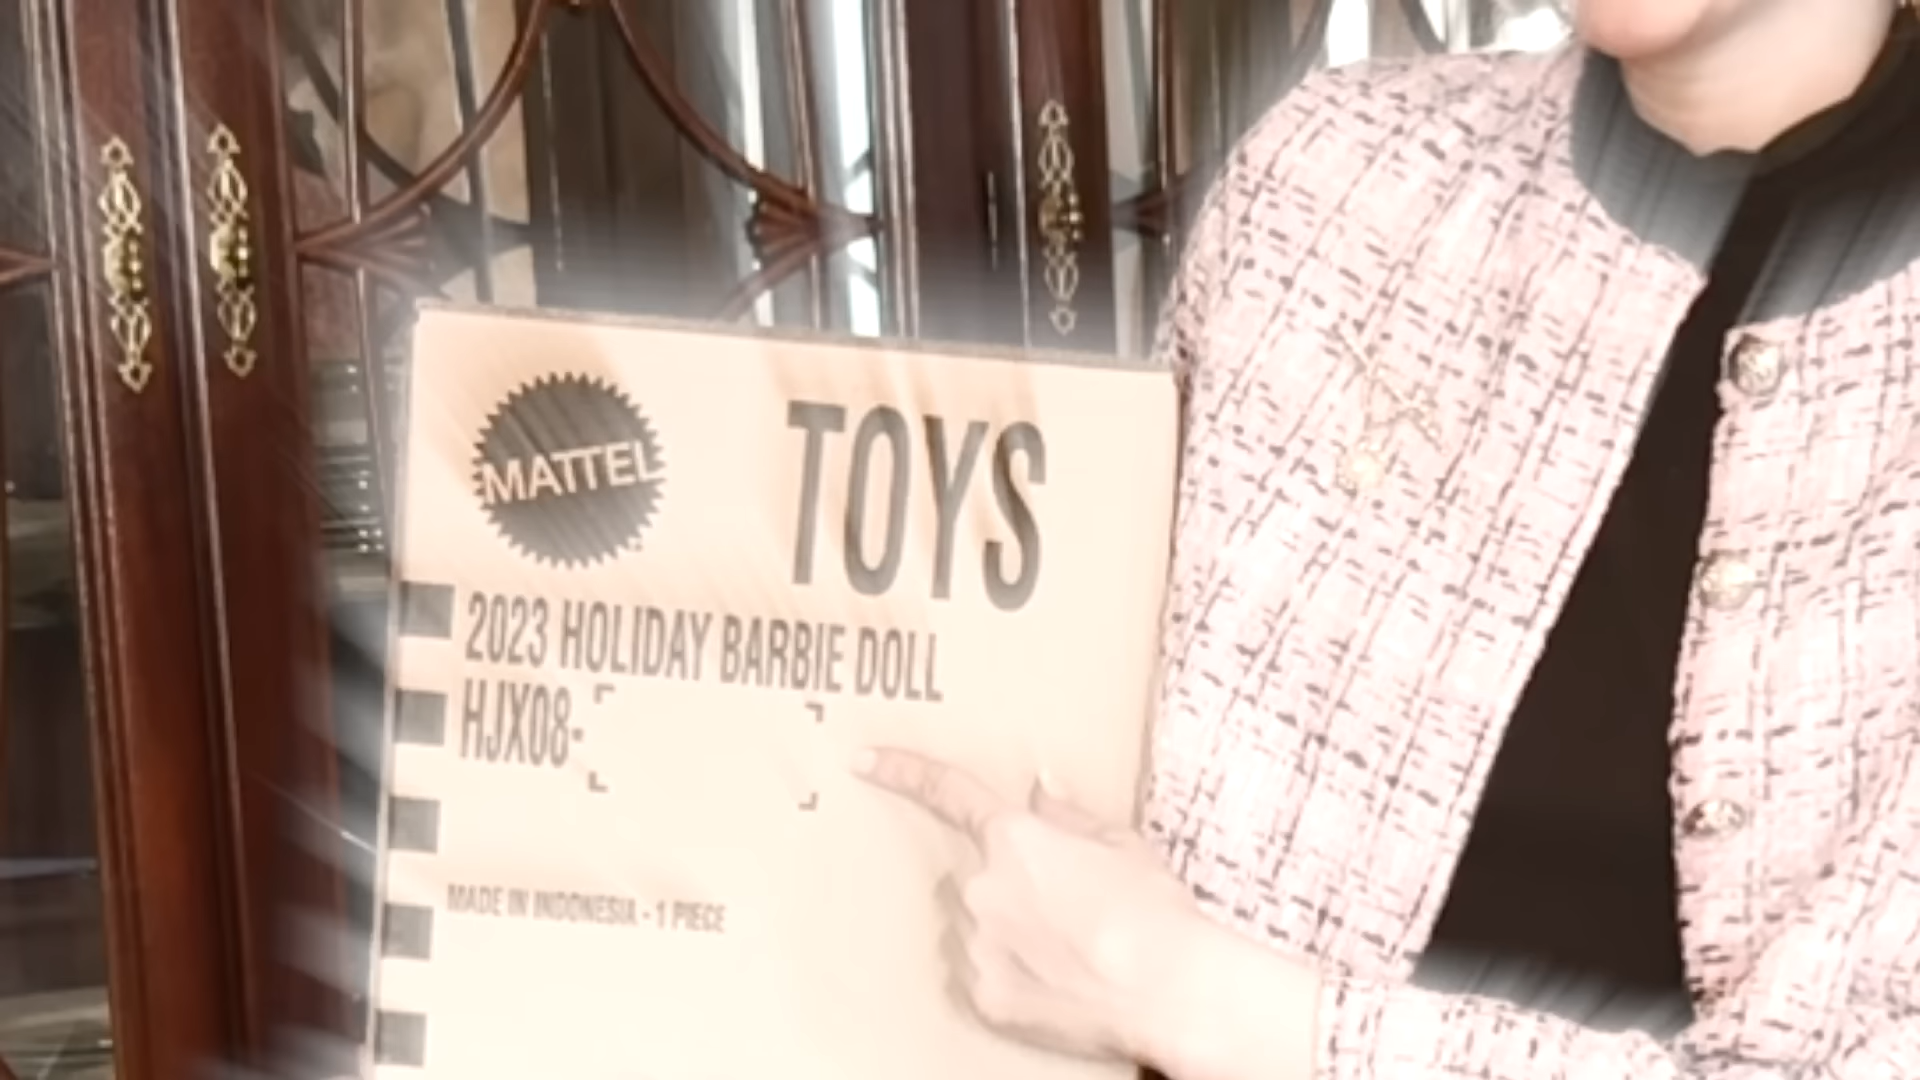 MATTEL
TOYS
2023 HOLIDAY BARBIE DOLL
HJX08-
MADE IN INDONESIA - 1 PIECE